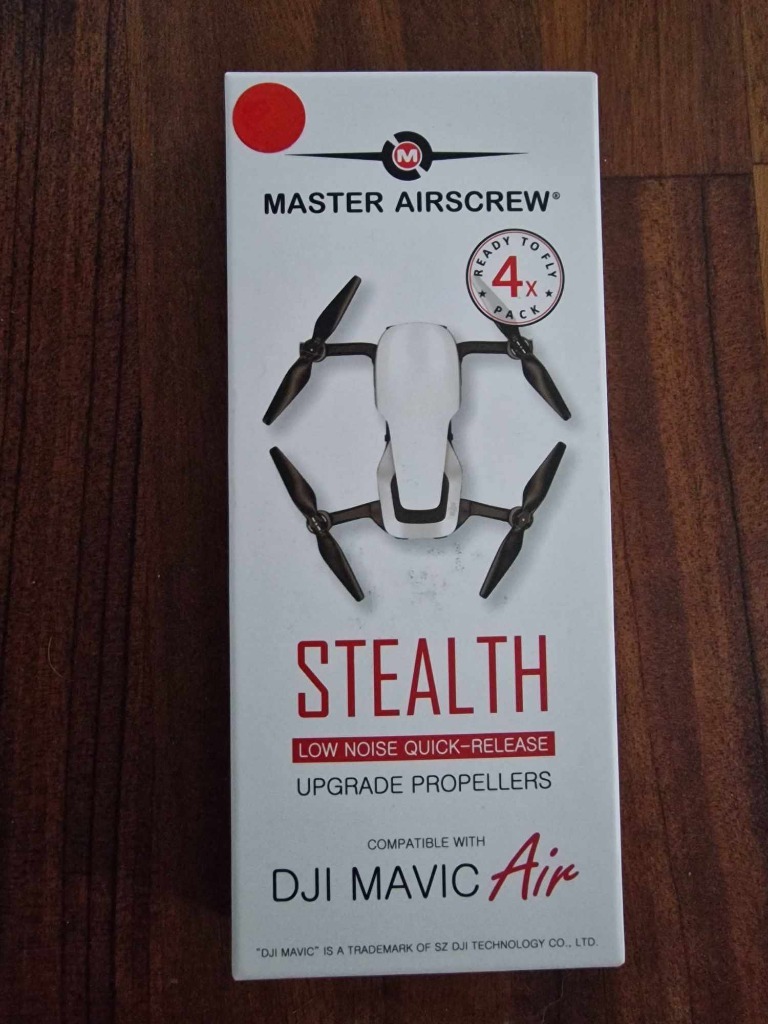 M
MASTER AIRSCREW®
READY TO FLY
4x
PACK
STEALTH
LOW NOISE QUICK-RELEASE
UPGRADE PROPELLERS
COMPATIBLE WITH
DJI MAVIC Air
"DJI MAVIC" IS A TRADEMARK OF SZ DJI TECHNOLOGY CO., LTD.